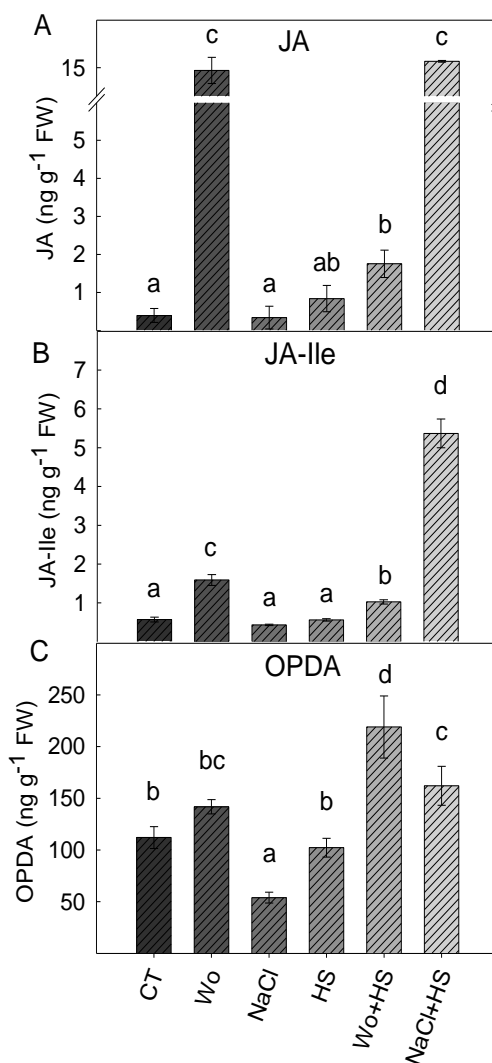 A
JA
c
c
15
5
4
3
2
1
JA (ng g⁻¹ FW)
a
a
ab
b
B
JA-Ile
7
6
5
4
3
2
1
JA-Ile (ng g⁻¹ FW)
a
c
a
a
b
d
C
OPDA
250
200
150
100
50
OPDA (ng g⁻¹ FW)
b
bc
a
b
d
c
CT
Wo
NaCl
HS
Wo+HS
NaCl+HS